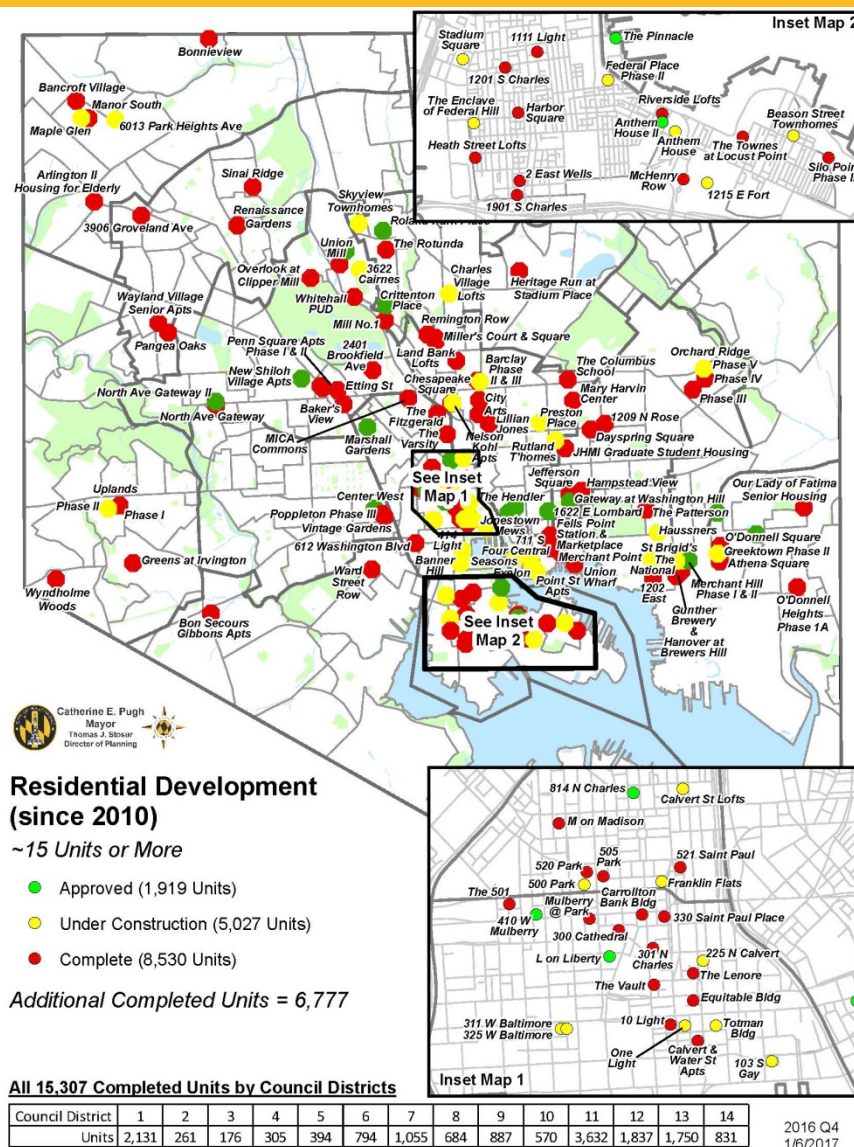 Inset Map 2
1111 Light
The Pinnacle
Stadium
Square
Federal Place
Phase II
1201 S Charles
The Enclave
of Federal Hill
Harbor
Square
Riverside Lofts
Anthem
House II
Anthem
House
Beason Street
Townhomes
The Townes
at Locust Point
Heath Street Lofts
2 East Wells
McHenry
Row
1901 S Charles
1215 E Fort
Bonnieview
Bancroft Village
Manor South
Maple Glen
6013 Park Heights Ave
Arlington II
Housing for Elderly
Sinai Ridge
3906 Groveland Ave
Renaissance
Gardens
Skyview
Townhomes
Union
Mill
The Rotunda
Overlook at
Clipper Mill
3622
Cairnes
Charles
Village
Lofts
Heritage Run at
Stadium Place
Whitehall
PUD
Crittenton
Place
Wayland Village
Senior Apts
Mill No.1
Remington Row
Miller's Court & Square
Pangea Oaks
Penn Square Apts
Phase I & II
2401
Brookfield
Ave
Land Bank
Lofts
Barclay
Phase
II & III
The Columbus
School
Orchard Ridge
Phase V
Phase IV
Phase III
New Shiloh
Village Apts
Etting St
Chesapeake
Square
Mary Harvin
Center
North Ave Gateway II
North Ave Gateway
Baker's
View
City
Arts
The
Fitzgerald
Lillian
Jones
Preston
Place
1209 N Rose
MICA
Commons
Marshall
Gardens
The
Varsity
Nelson
Kohl
Apts
Rutland
T'homes
Dayspring Square
JHMI Graduate Student Housing
See Inset
Map 1
Jefferson
Square
Hampstead View
Our Lady of Fatima
Senior Housing
Uplands
Phase II
Phase I
Center West
Poppleton Phase III
Vintage Gardens
The Hendler
Gateway at Washington Hill
1622 E Lombard
The Patterson
Jonestown
Mews
Fells Point
Station &
Marketplace
Haussners
O'Donnell Square
612 Washington Blvd
Light
711 S
Central
Four
Seasons
Merchant Point
St Brigid's
The
National
Greektown Phase II
Athena Square
Greens at Irvington
Banner
Hill
Exelon
Point St
Apts
Union
Wharf
Ward
Street
Row
1202
East
Merchant Hill
Phase I & II
Wyndholme
Woods
Gunther
Brewery &
Hanover at
Brewers Hill
O'Donnell
Heights
Phase 1A
Bon Secours
Gibbons Apts
See Inset
Map 2
Catherine E. Pugh
Mayor
Thomas J. Stosur
Director of Planning
Residential Development
(since 2010)
~15 Units or More
Approved (1,919 Units)
Under Construction (5,027 Units)
Complete (8,530 Units)
Additional Completed Units = 6,777
814 N Charles
Calvert St Lofts
M on Madison
505
Park
520 Park
521 Saint Paul
500 Park
Franklin Flats
The 501
Mulberry
@ Park
Carrollton
Bank Bldg
410 W
Mulberry
330 Saint Paul Place
300 Cathedral
L on Liberty
301 N
Charles
225 N Calvert
The Lenore
The Vault
Equitable Bldg
311 W Baltimore
325 W Baltimore
10 Light
Totman
Bldg
One
Light
Calvert &
Water St
Apts
103 S
Gay
Inset Map 1
All 15,307 Completed Units by Council Districts
Council District 1 2 3 4 5 6 7 8 9 10 11 12 13 14
Units 2,131 261 176 305 394 794 1,055 684 887 570 3,632 1,837 1,750 831
2016 Q4
1/6/2017